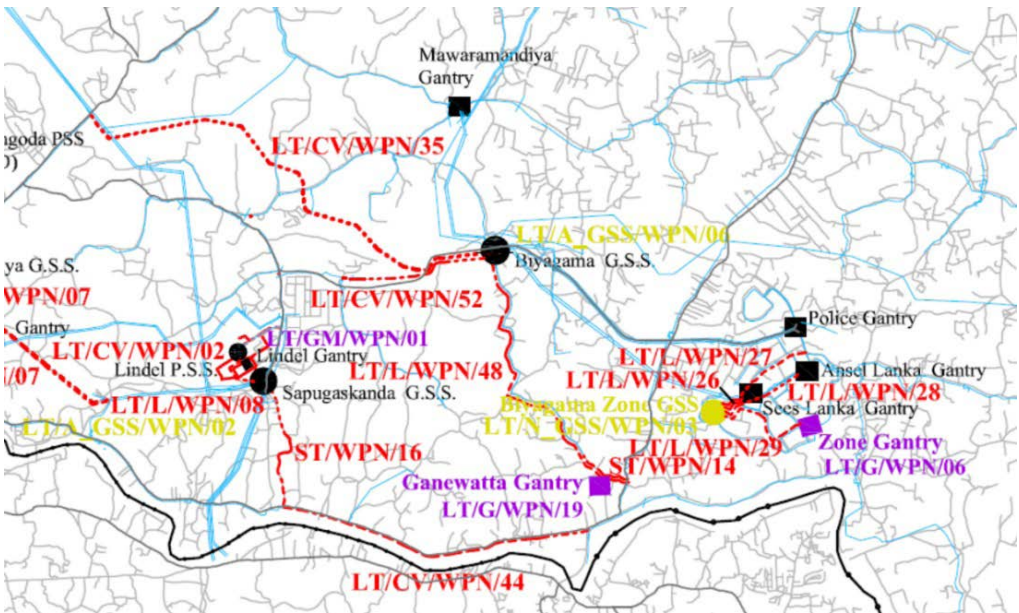 Mawaramandiya
Gantry
ngoda PSS
)
LT/CV/WPN/35
LT/A_GSS/WPN/06
Biyagama G.S.S.
ya G.S.S.
WPN/07
LT/CV/WPN/52
Gantry
LT/GM/WPN/01
Police Gantry
LT/CV/WPN/02
Lindel Gantry
LT/L/WPN/27
Lindel P.S.S.
LT/L/WPN/48
LT/L/WPN/26
Ansel Lanka Gantry
/07
Sapugaskanda G.S.S.
LT/L/WPN/28
LT/L/WPN/08
Biyagama Zone GSS
Sees Lanka Gantry
LT/A_GSS/WPN/02
LT/N_GSS/WPN/03
ST/WPN/16
LT/L/WPN/29
Zone Gantry
ST/WPN/14
LT/G/WPN/06
Ganewatta Gantry
LT/G/WPN/19
LT/CV/WPN/44